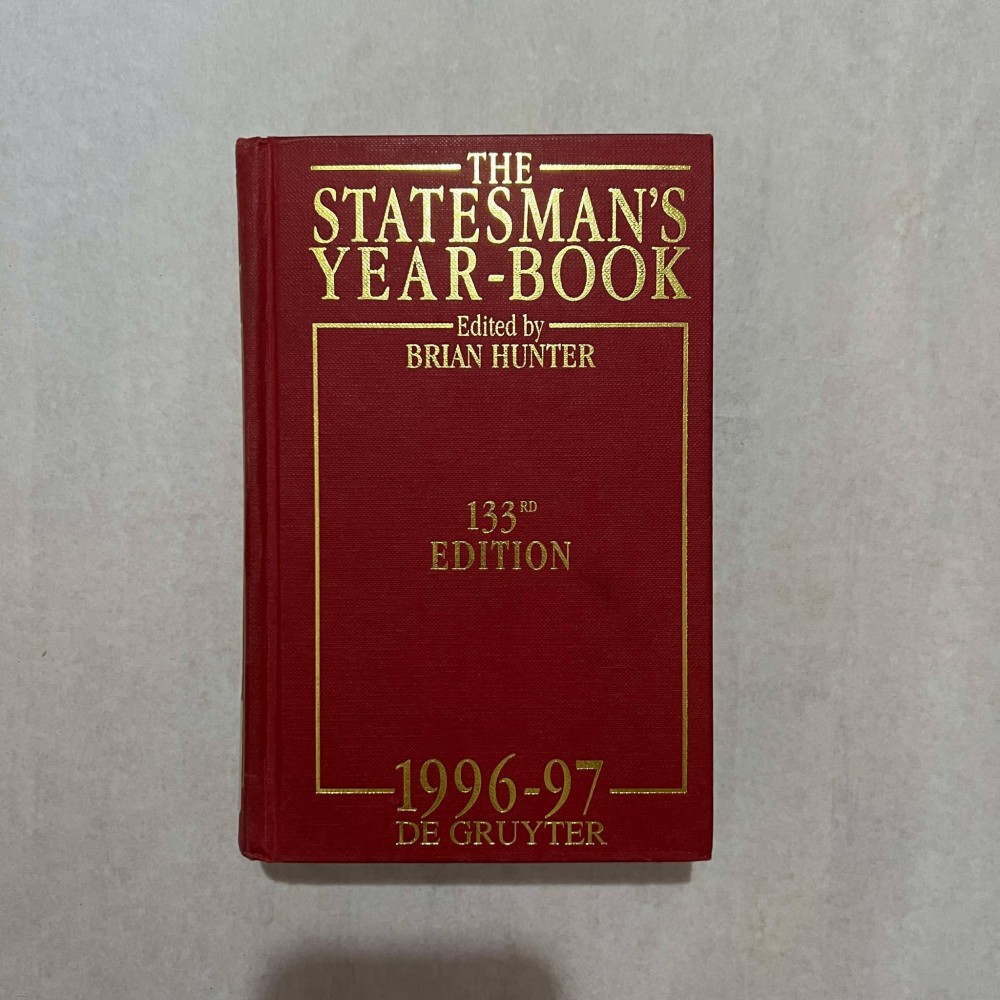 THE
STATESMAN'S
YEAR-BOOK
Edited by
BRIAN HUNTER
133RD
EDITION
1996-97
DE GRUYTER